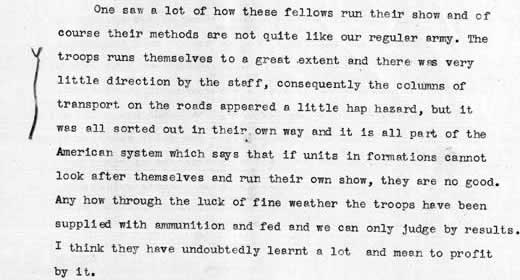 One saw a lot of how these fellows run their show and of
course their methods are not quite like our regular army. The
troops runs themselves to a great .extent and there was very
little direction by the staff, consequently the columns of
transport on the roads appeared a little hap hazard, but it
was all sorted out in their own way and it is all part of the
American system which says that if units in formations cannot
look after themselves and run their own show, they are no good.
Any how through the luck of fine weather the troops have been
supplied with ammunition and fed and we can only judge by results.
I think they have undoubtedly learnt a lot and mean to profit
by it.